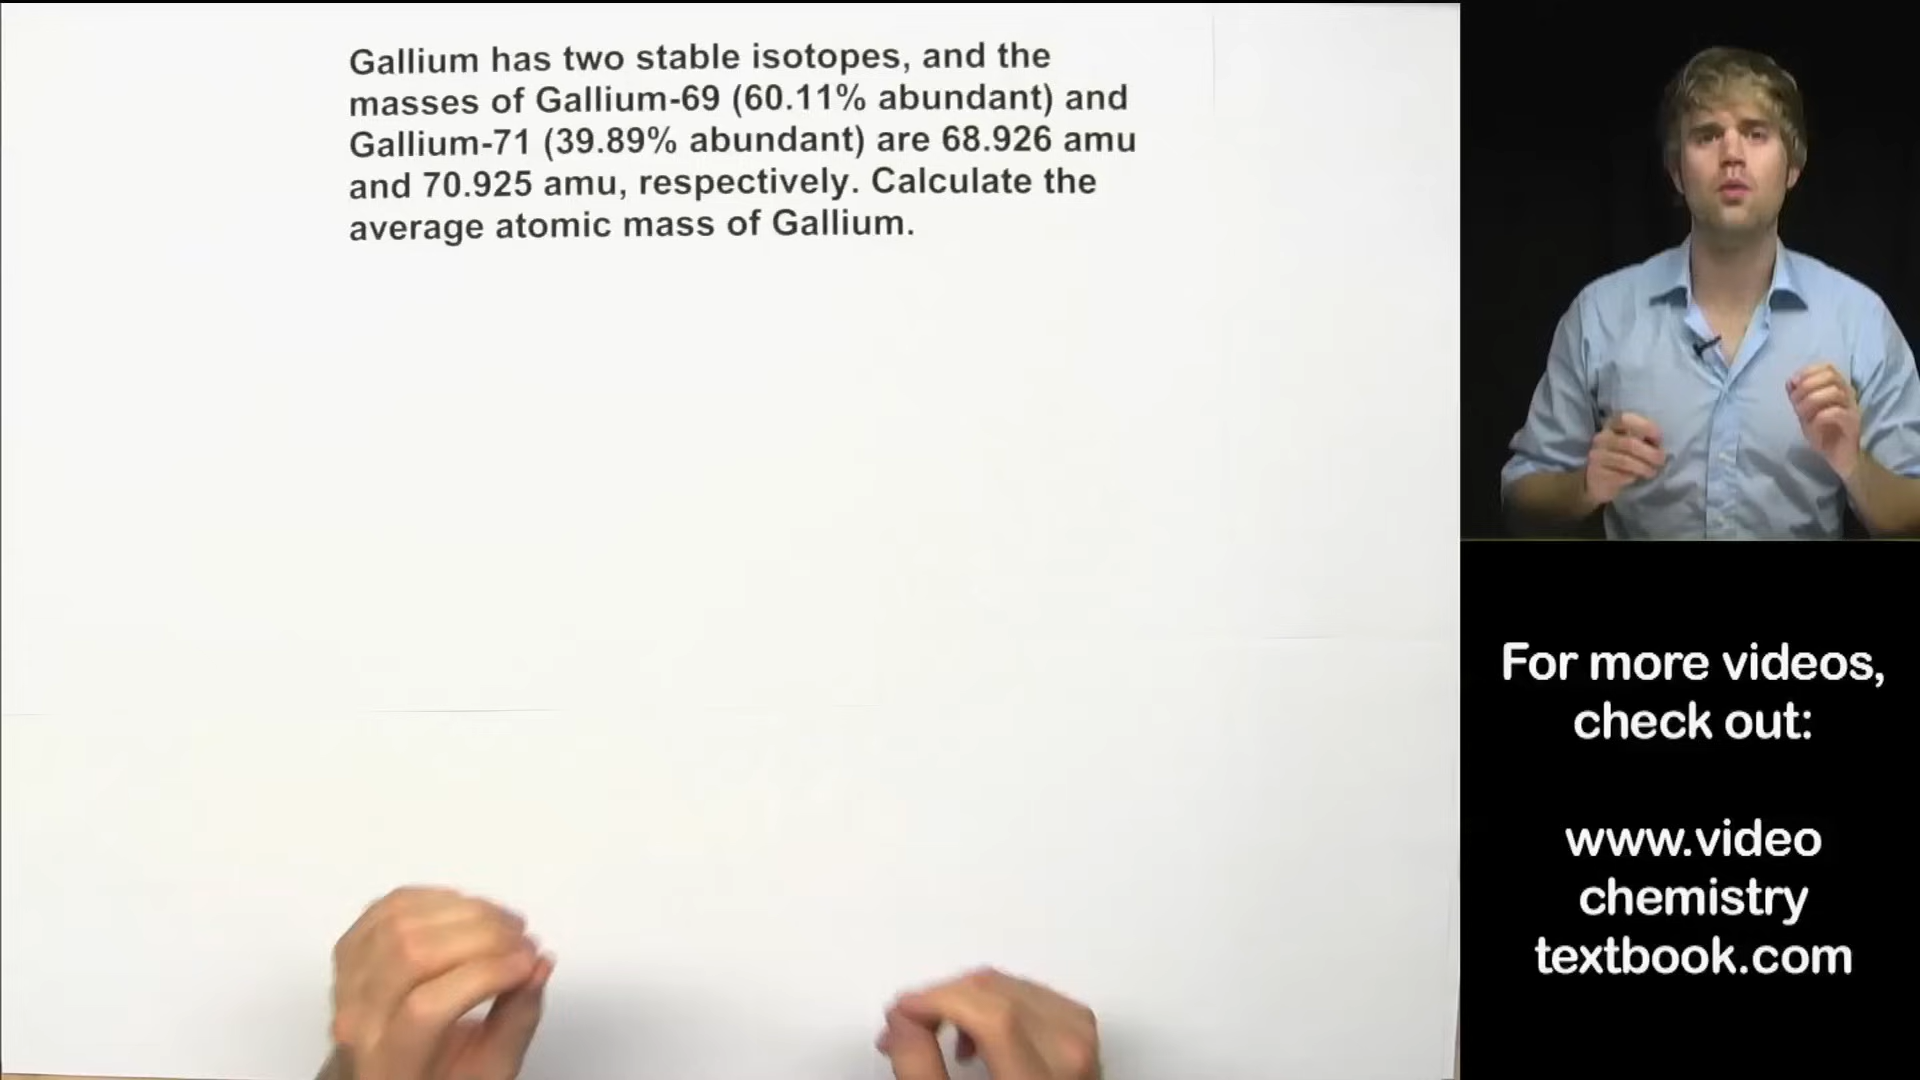 Gallium has two stable isotopes, and the
masses of Gallium-69 (60.11% abundant) and
Gallium-71 (39.89% abundant) are 68.926 amu
and 70.925 amu, respectively. Calculate the
average atomic mass of Gallium.
For more videos,
check out:
www.video
chemistry
textbook.com